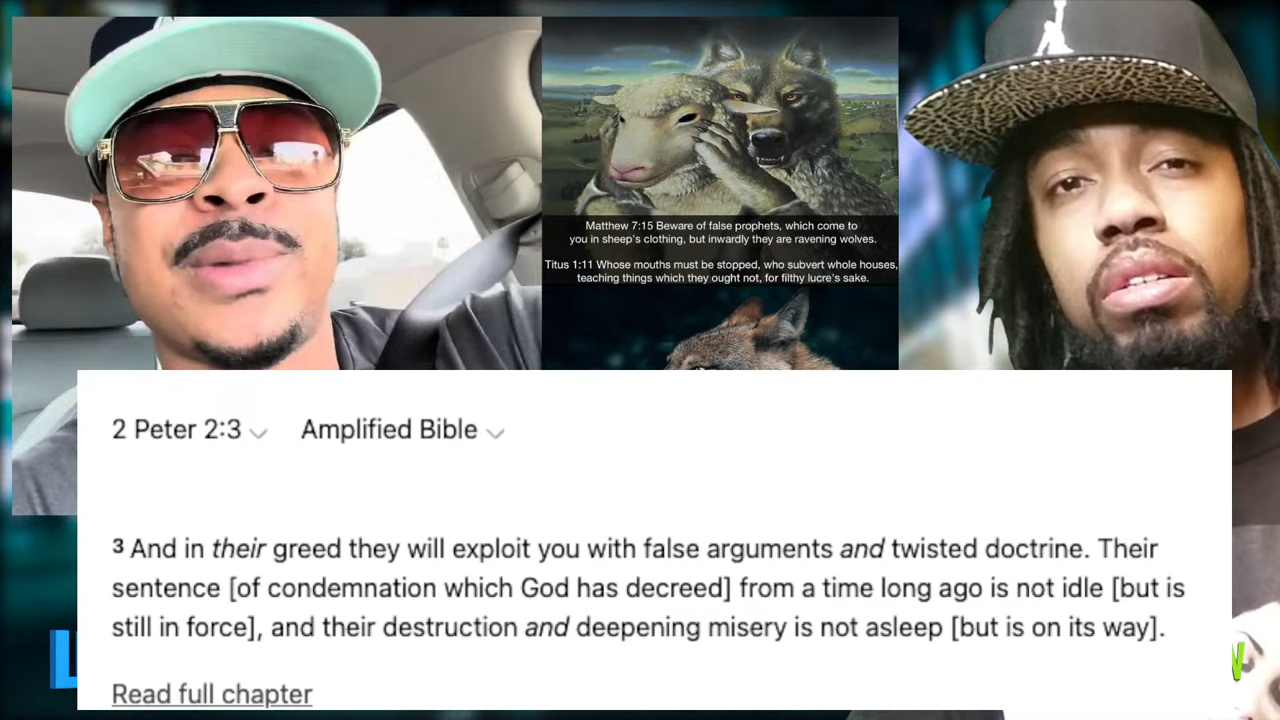 Matthew 7:15 Beware of false prophets, which come to
you in sheep's clothing, but inwardly they are ravening wolves.
Titus 1:11 Whose mouths must be stopped, who subvert whole houses,
teaching things which they ought not, for filthy lucre's sake.
2 Peter 2:3 Amplified Bible
3 And in their greed they will exploit you with false arguments and twisted doctrine. Their
sentence [of condemnation which God has decreed] from a time long ago is not idle [but is
still in force], and their destruction and deepening misery is not asleep [but is on its way].
Read full chapter